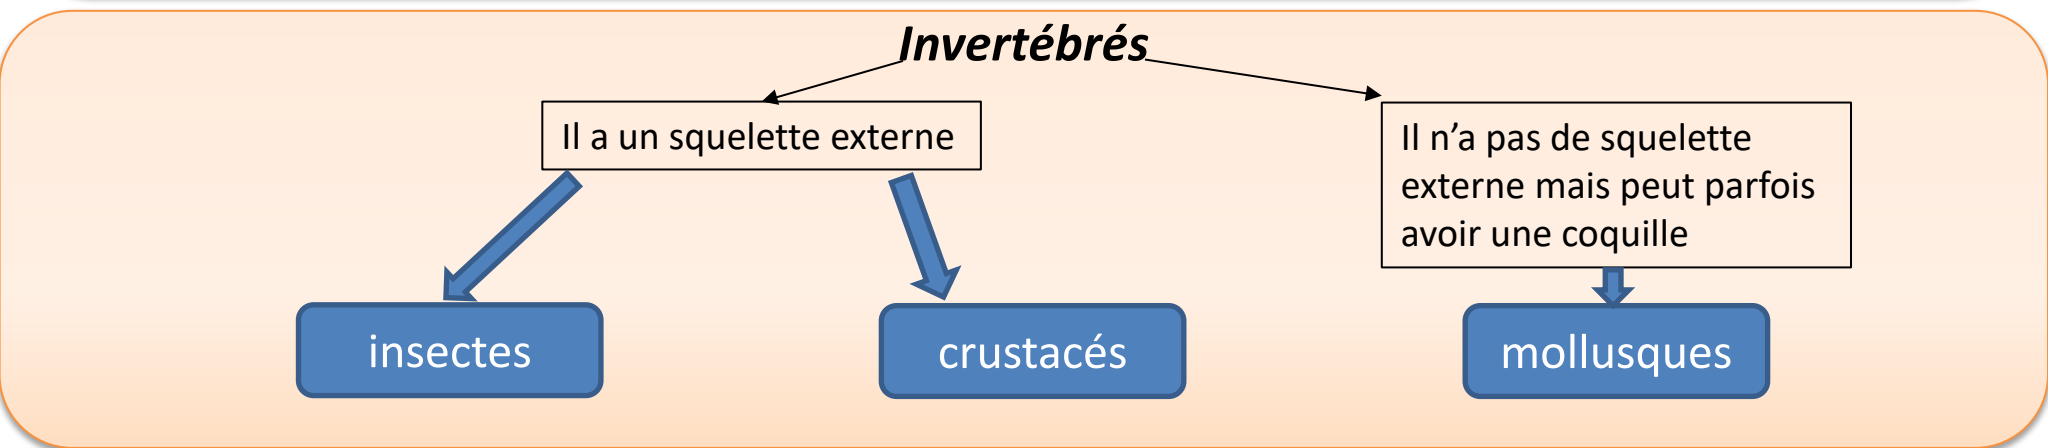 Invertébrés
Il a un squelette externe
Il n’a pas de squelette
externe mais peut parfois
avoir une coquille
insectes
crustacés
mollusques